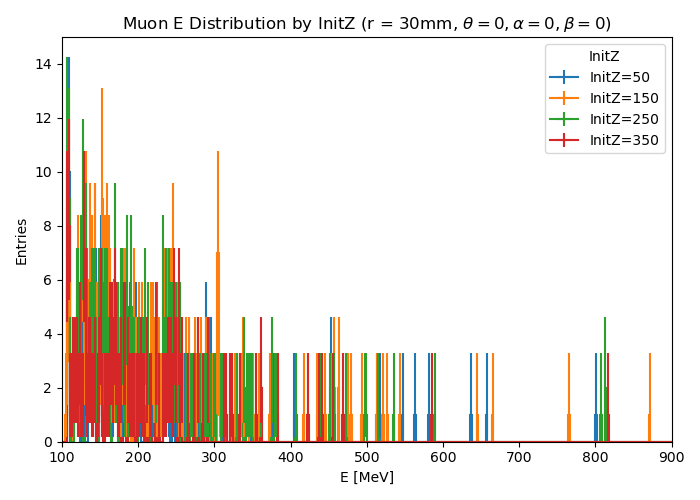 Muon E Distribution by InitZ (r = 30mm, θ = 0, α = 0, β = 0)
InitZ
InitZ=50
InitZ=150
InitZ=250
InitZ=350
Entries
14
12
10
8
6
4
2
0
100 200 300 400 500 600 700 800 900
E [MeV]